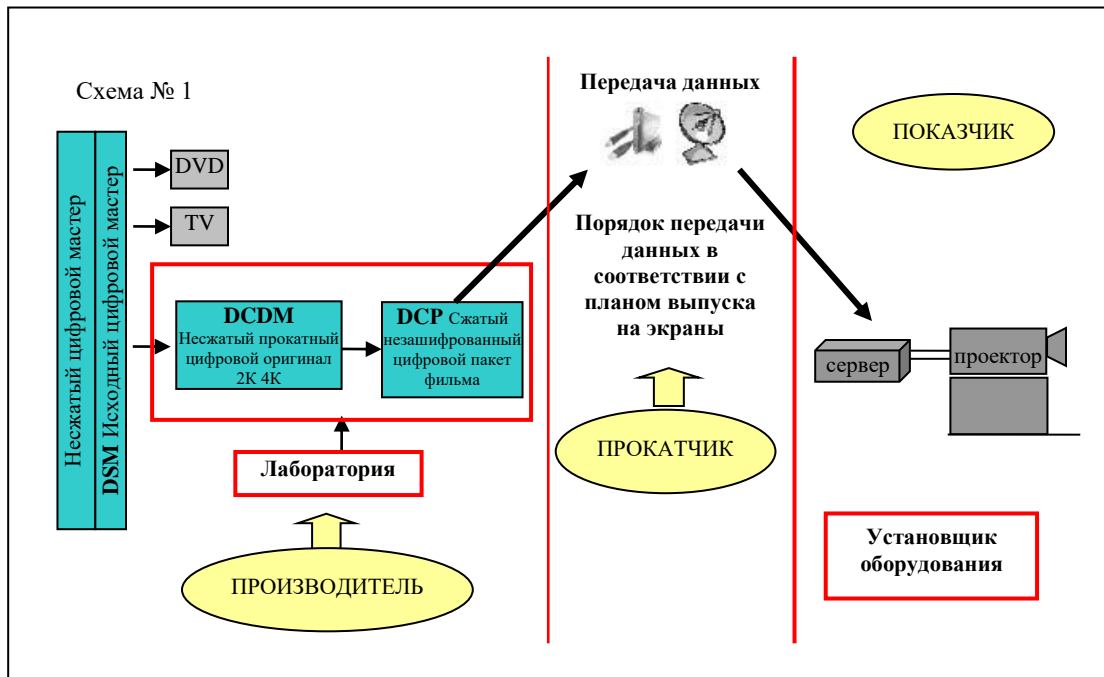 Схема № 1
Несжатый цифровой мастер
DSM Исходный цифровой мастер
DVD
TV
DCDM
Несжатый прокатный
цифровой оригинал
2К 4К
DCP Сжатый
незашифрованный
цифровой пакет
фильма
Лаборатория
ПРОИЗВОДИТЕЛЬ
Передача данных
Порядок передачи
данных в
соответствии с
планом выпуска
на экраны
ПРОКАТЧИК
ПОКАЗЧИК
сервер
проектор
Установщик
оборудования